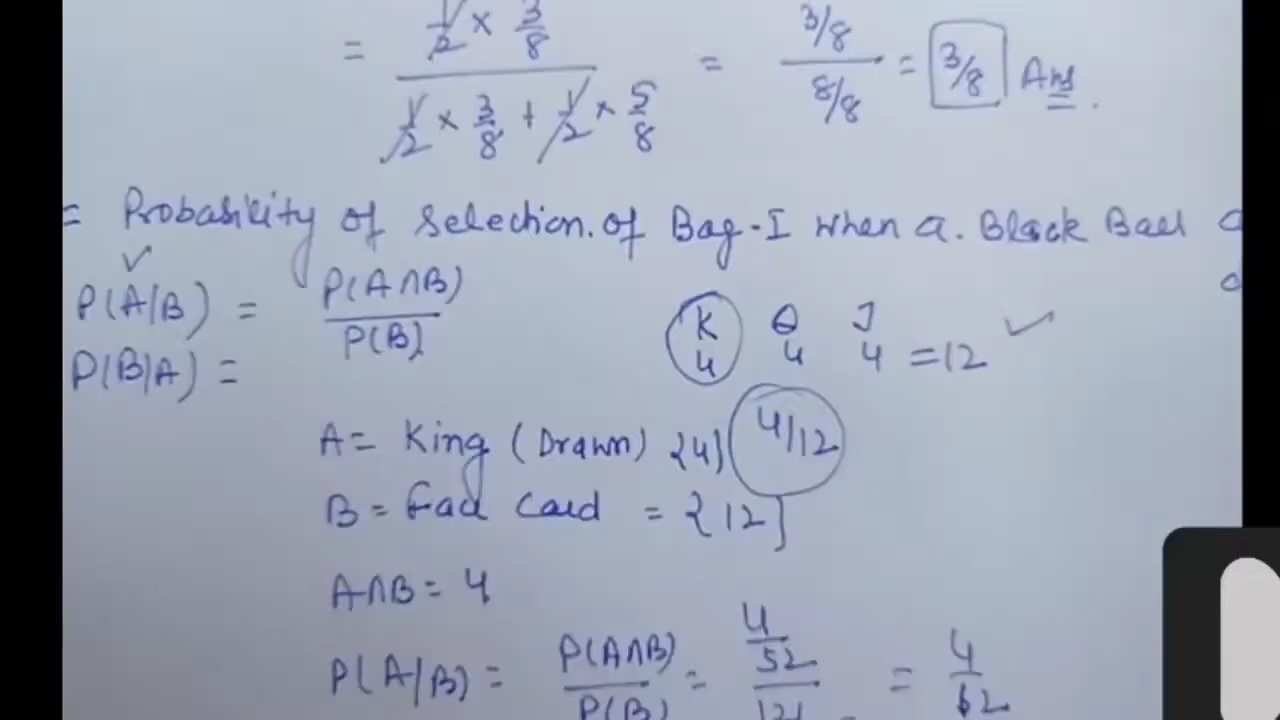 = 1/2 × 3/8 / 1/2 × 3/8 + 1/2 × 5/8 = 3/8 / 8/8 = 3/8 Ans.
= Probability of Selection. of Bag-I when a. Black Ball
P(A/B) = P(A∩B) / P(B)
K Q J
4 4 4 = 12
P(B/A) =
A = King (Drawn) {4} 4/12
B = Face Card = {12}
A∩B = 4
P(A/B) = P(A∩B) / P(B) = 4/52 / 12/ = 4/12